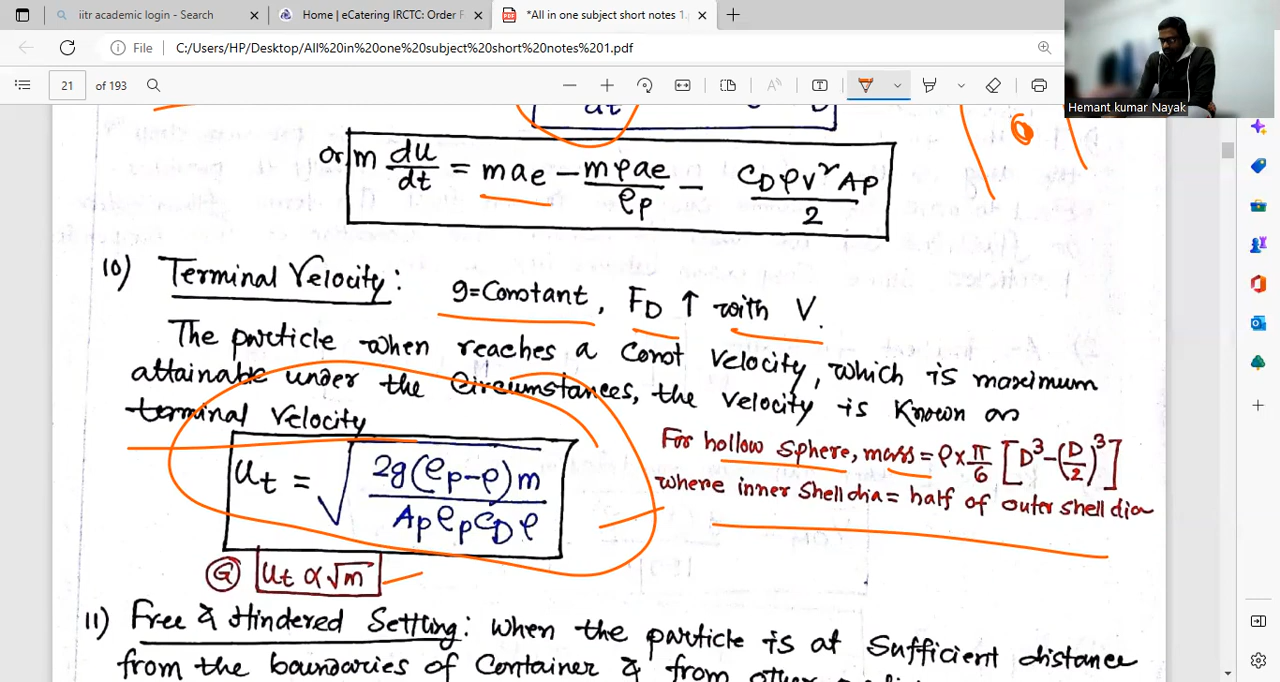 iitr academic login - Search
Home | eCatering IRCTC: Order F
*All in one subject short notes 1.p
File C:/Users/HP/Desktop/All%20in%20one%20subject%20short%20notes%201.pdf
21 of 193
Hemant kumar Nayak
dt
or m du/dt = mae - mρae/ρp - CDρv²Ap/2
10) Terminal Velocity: g=Constant, FD ↑ with V.
The particle when reaches a Const Velocity, which is maximum
attainable under the Circumstances, the velocity is known as
terminal velocity
ut = √(2g(ρp-ρ)m / ApρpCDρ)
For hollow Sphere, mass = ρ×π/6 [D³-(D/2)³]
where inner shell dia = half of outer shell dia
@ ut ∝ √m
11) Free & Hindered Settling: when the particle is at Sufficient distance
from the boundaries of Container & from other